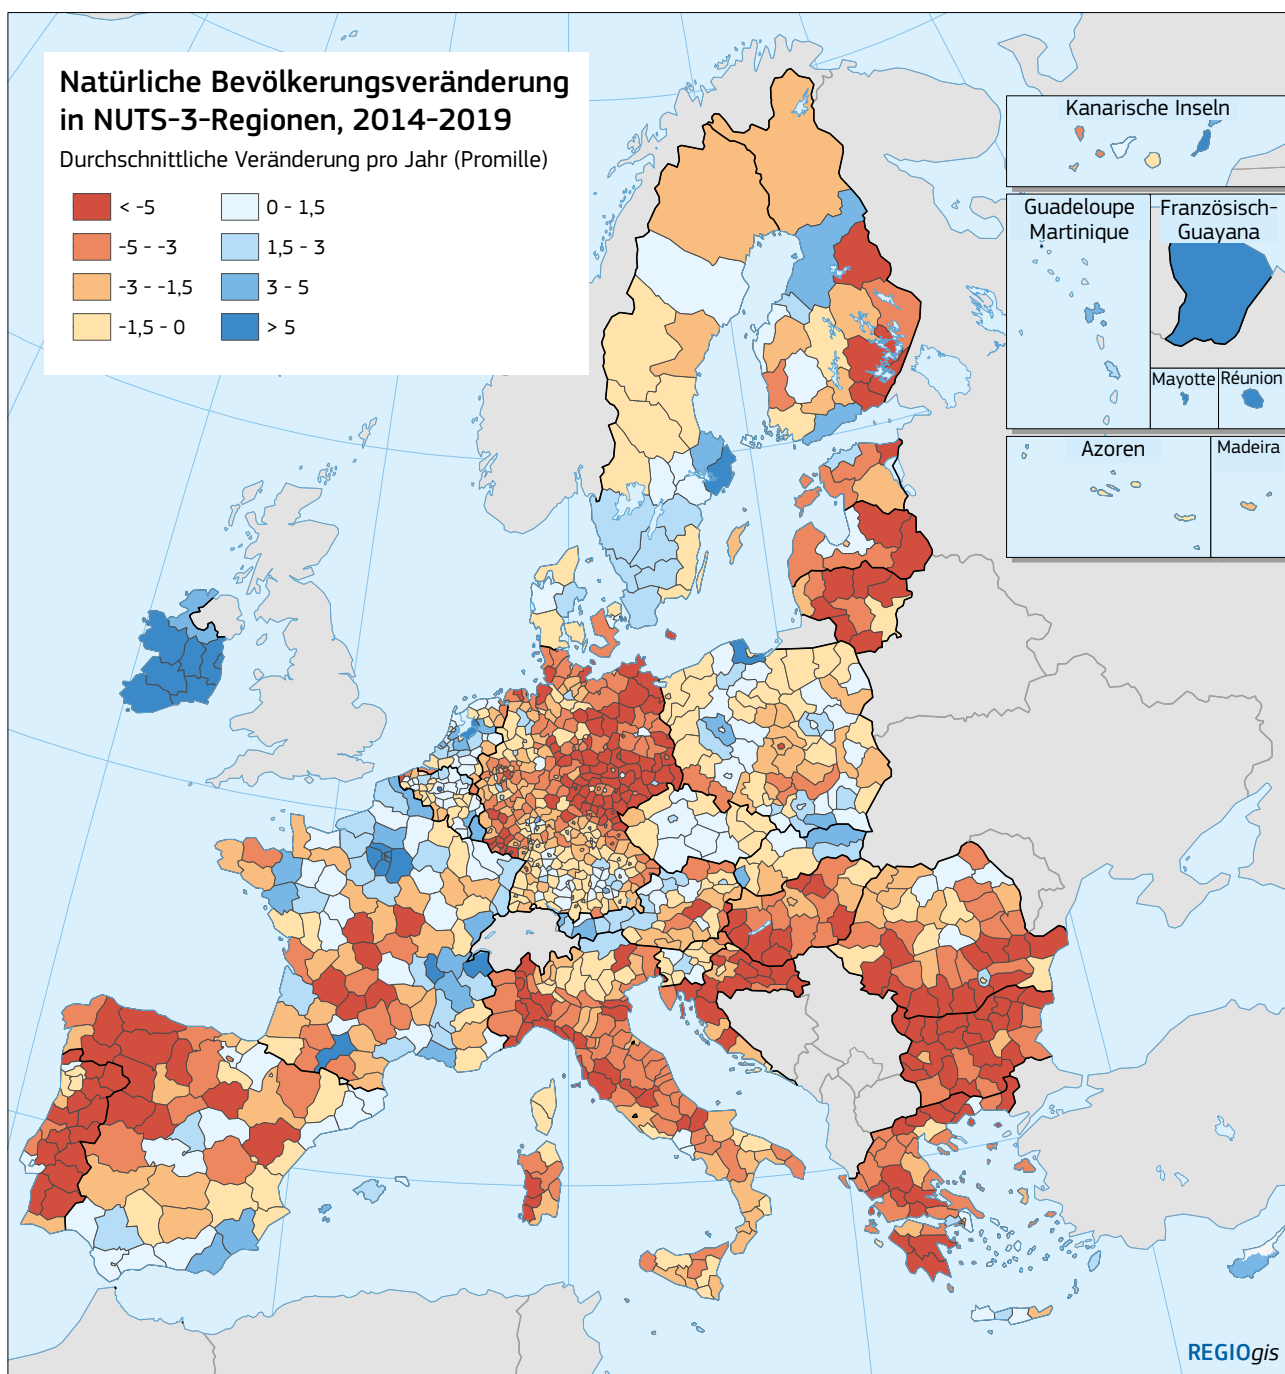 Natürliche Bevölkerungsveränderung
in NUTS-3-Regionen, 2014-2019
Durchschnittliche Veränderung pro Jahr (Promille)
< -5
-5 - -3
-3 - -1,5
-1,5 - 0
0 - 1,5
1,5 - 3
3 - 5
> 5
Kanarische Inseln
Guadeloupe
Martinique
Französisch-
Guayana
Mayotte
Réunion
Azoren
Madeira
REGIOgis